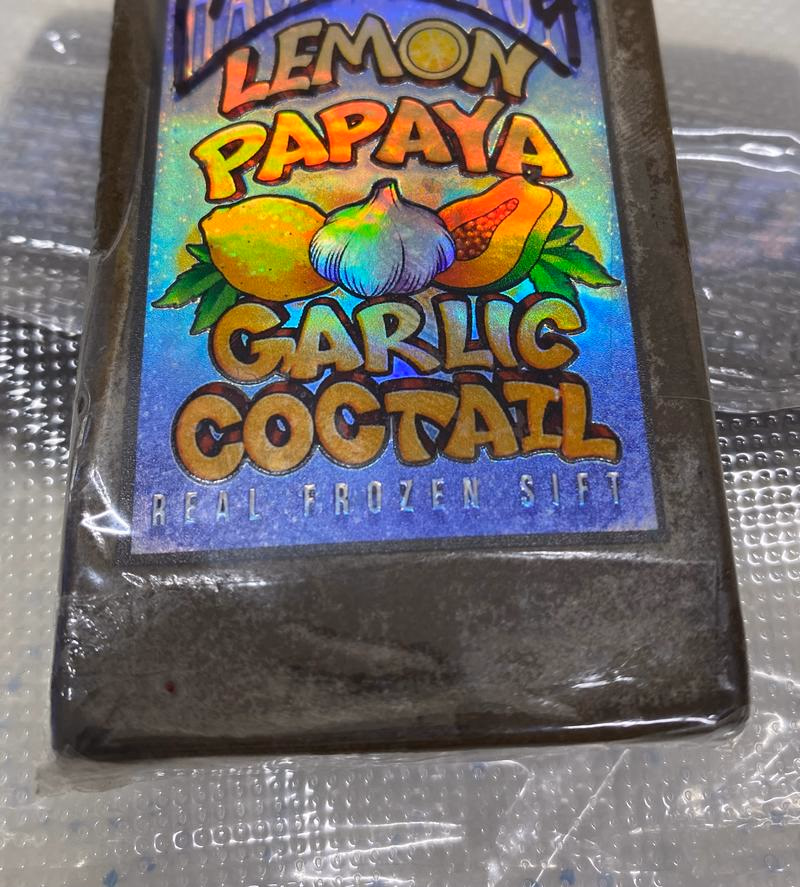 LEMON
PAPAYA
GARLIC
COCTAIL
REAL FROZEN SIFT